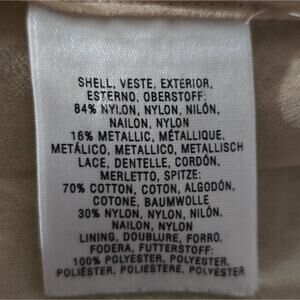 SHELL, VESTE, EXTERIOR,
ESTERNO, OBERSTOFF:
84% NYLON, NYLON, NILÓN,
NAILON, NYLON
16% METALLIC, MÉTALLIQUE,
METÁLICO, METALLICO, METALLISCH
LACE, DENTELLE, CORDÓN,
MERLETTO, SPITZE:
70% COTTON, COTON, ALGODÓN,
COTONE, BAUMWOLLE
30% NYLON, NYLON, NILÓN,
NAILON, NYLON
LINING, DOUBLURE, FORRO,
FODERA, FUTTERSTOFF:
100% POLYESTER, POLYESTER,
POLIÉSTER, POLIESTERE, POLYESTER